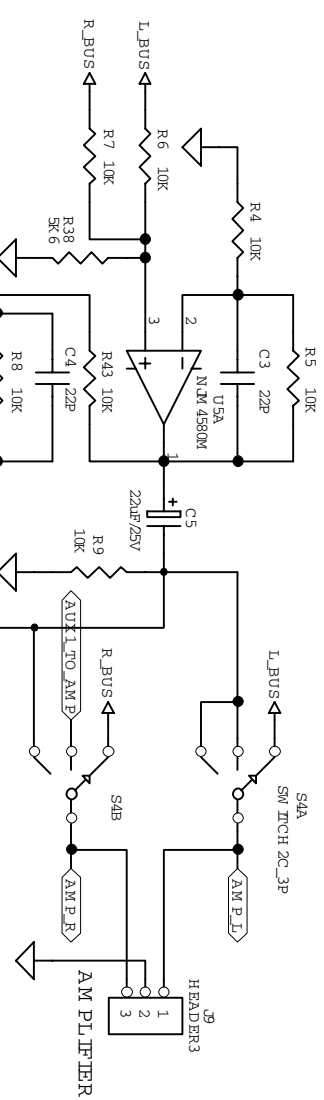 R_BUS
L_BUS
R7 10K
R6 10K
R4 10K
R38
5K6
3
2
1
U5A
NJM4580M
C3 22P
R5 10K
R43 10K
C4 22P
R8 10K
C5
22uF/25V
R9
10K
AUX1_TO_AMP
R_BUS
L_BUS
S4A
SWITCH 2C_3P
S4B
AMP_L
AMP_R
J9
HEADER3
1
2
3
AMPLIFIER